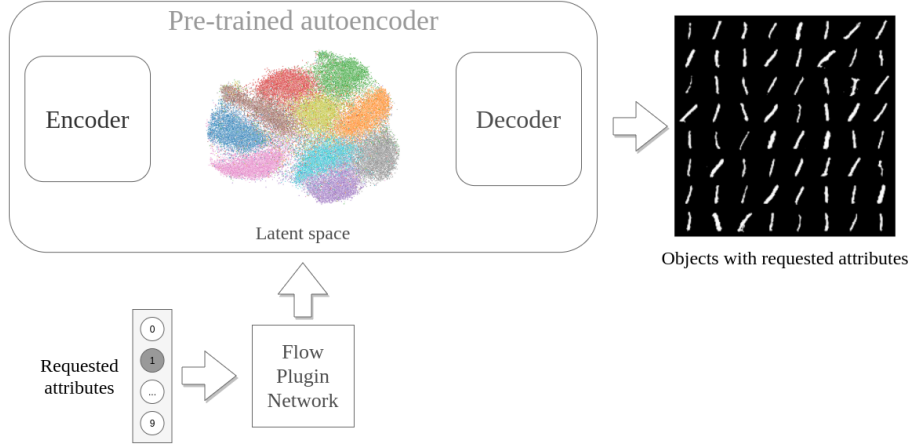 Pre-trained autoencoder
Encoder
Decoder
Latent space
Objects with requested attributes
Requested
attributes
0
1
...
9
Flow
Plugin
Network